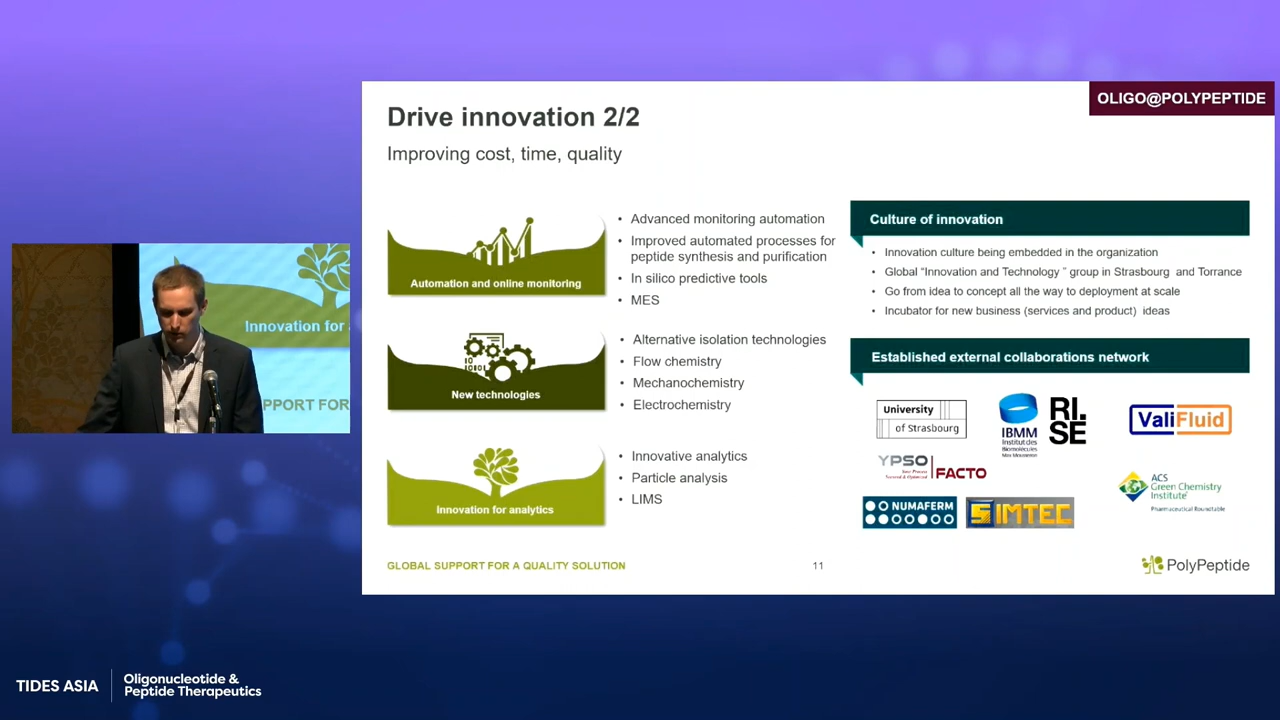 OLIGO@POLYPEPTIDE
Drive innovation 2/2
Improving cost, time, quality
Automation and online monitoring
• Advanced monitoring automation
• Improved automated processes for
peptide synthesis and purification
• In silico predictive tools
• MES
New technologies
• Alternative isolation technologies
• Flow chemistry
• Mechanochemistry
• Electrochemistry
Innovation for analytics
• Innovative analytics
• Particle analysis
• LIMS
Culture of innovation
• Innovation culture being embedded in the organization
• Global “Innovation and Technology ” group in Strasbourg and Torrance
• Go from idea to concept all the way to deployment at scale
• Incubator for new business (services and product) ideas
Established external collaborations network
University
of Strasbourg
IBMM
Institut des
Biomolécules
Max Mousseron
RI.
SE
ValiFluid
YPSO FACTO
ACS
Green Chemistry
Institute
Pharmaceutical Roundtable
NUMAFERM
SIMTEC
GLOBAL SUPPORT FOR A QUALITY SOLUTION
11
PolyPeptide
Innovation for
PPORT FOR
TIDES ASIA
Oligonucleotide &
Peptide Therapeutics